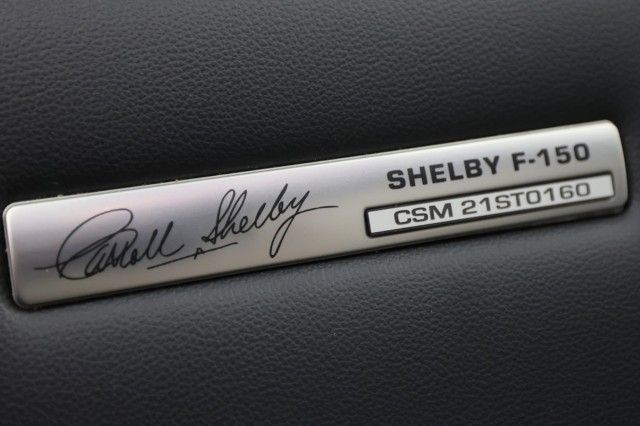 Carroll Shelby
SHELBY F-150
CSM 21ST0160